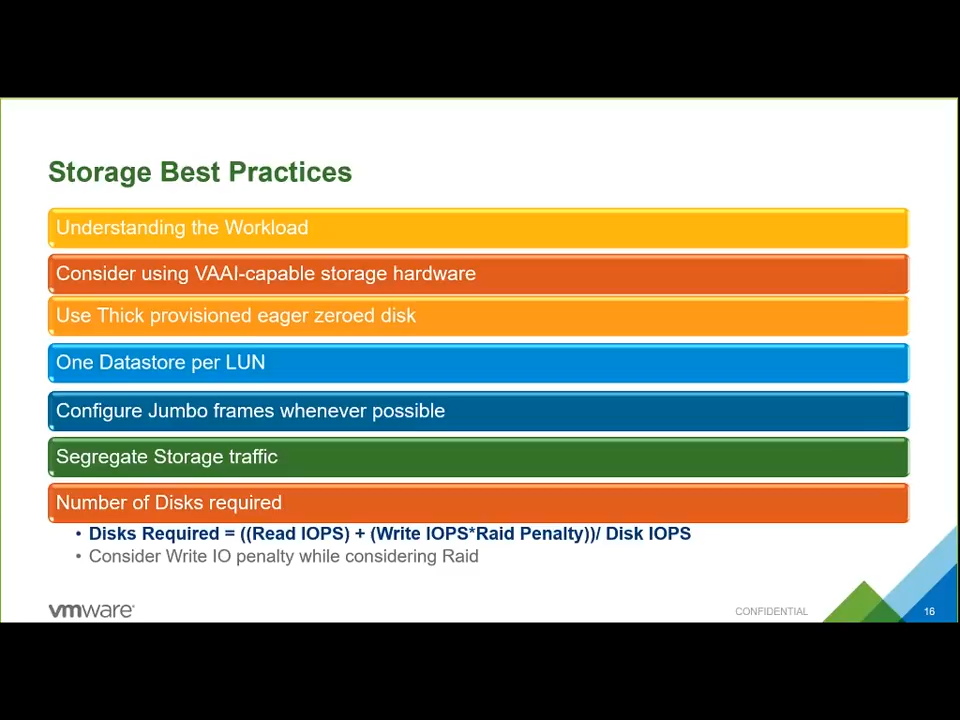 Storage Best Practices
Understanding the Workload
Consider using VAAI-capable storage hardware
Use Thick provisioned eager zeroed disk
One Datastore per LUN
Configure Jumbo frames whenever possible
Segregate Storage traffic
Number of Disks required
• Disks Required = ((Read IOPS) + (Write IOPS*Raid Penalty))/ Disk IOPS
• Consider Write IO penalty while considering Raid
vmware®
CONFIDENTIAL
16